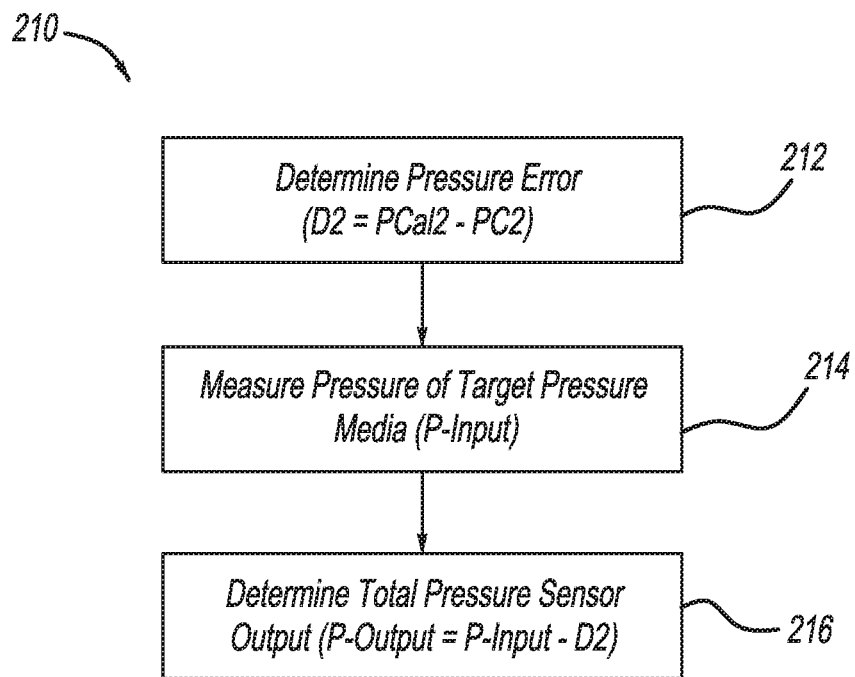 210
Determine Pressure Error
(D2 = PCal2 - PC2)
212
Measure Pressure of Target Pressure
Media (P-Input)
214
Determine Total Pressure Sensor
Output (P-Output = P-Input - D2)
216